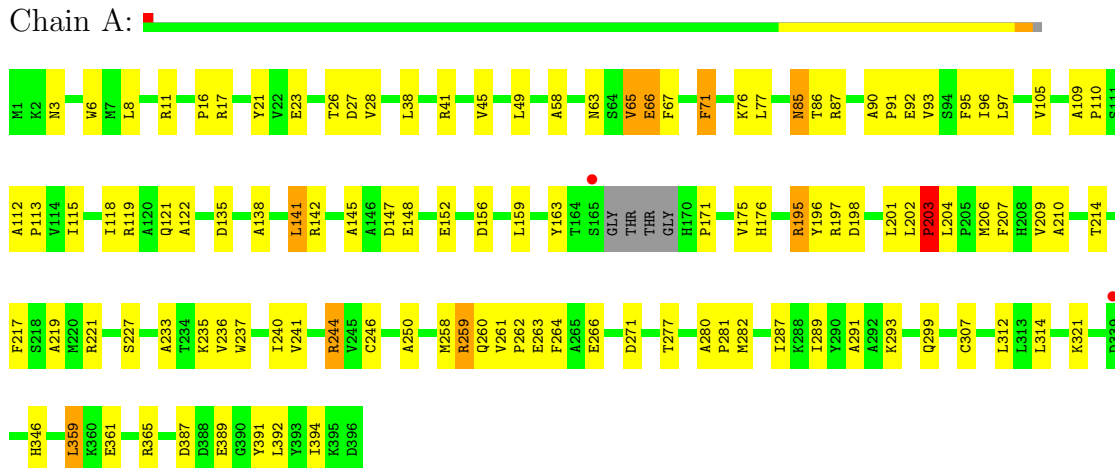 Chain A:
M1 K2 N3 W6 M7 L8 R11 P16 R17 Y21 V22 E23 T26 D27 V28 L38 R41 V45 L49 A58 N63 S64 V65 E66 F67 F71 K76 L77 N85 T86 R87 A90 P91 E92 V93 S94 F95 I96 L97 V105 A109 P110 S111
A112 P113 V114 I115 I118 R119 A120 Q121 A122 D135 A138 L141 R142 A145 A146 D147 E148 E152 D156 L159 Y163 T164 S165 GLY THR THR GLY H170 P171 V175 H176 R195 Y196 R197 D198 L201 L202 P203 L204 P205 M206 F207 H208 V209 A210 T214
F217 S218 A219 M220 R221 S227 A233 T234 K235 V236 W237 I240 V241 R244 V245 C246 A250 M258 R259 Q260 V261 P262 E263 F264 A265 E266 D271 T277 A280 P281 M282 I287 K288 I289 Y290 A291 A292 K293 Q299 C307 L312 L313 L314 K321 D339
H346 L359 K360 E361 R365 D387 D388 E389 G390 Y391 L392 Y393 I394 K395 D396